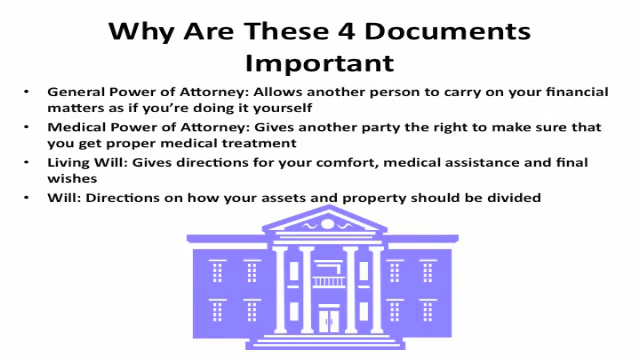 Why Are These 4 Documents
Important
• General Power of Attorney: Allows another person to carry on your financial
matters as if you're doing it yourself
• Medical Power of Attorney: Gives another party the right to make sure that
you get proper medical treatment
• Living Will: Gives directions for your comfort, medical assistance and final
wishes
• Will: Directions on how your assets and property should be divided